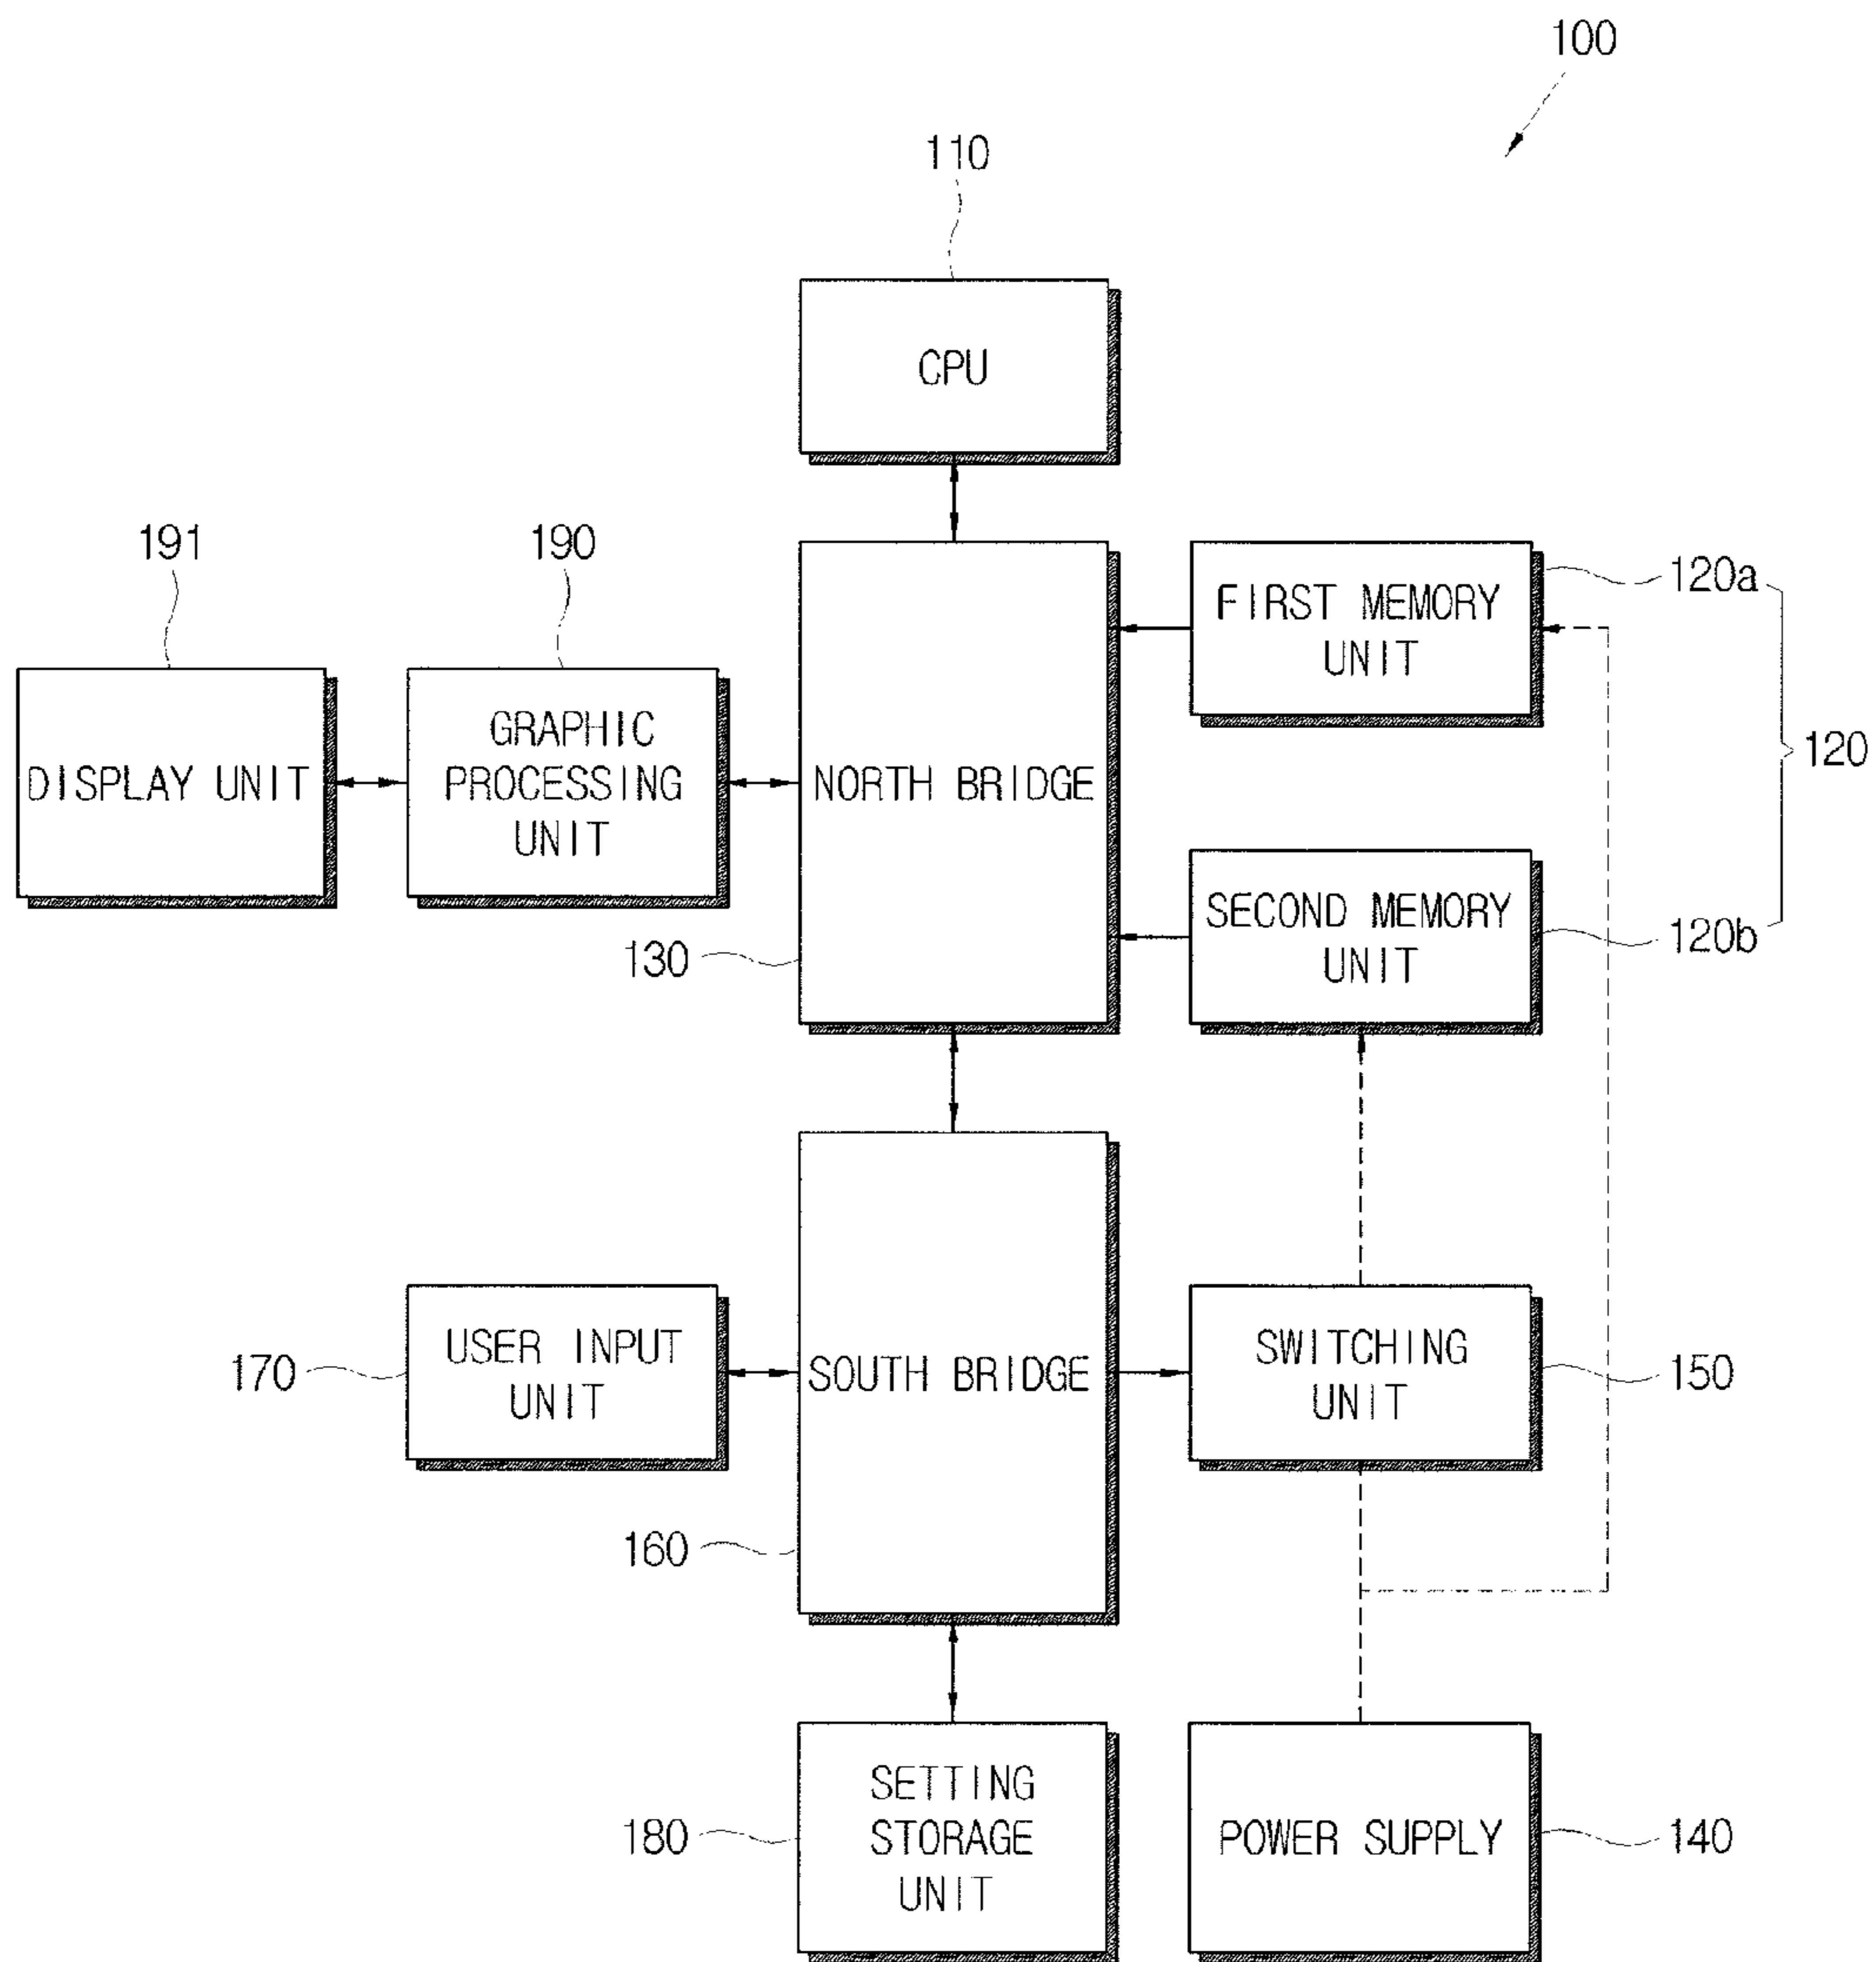 100
110
CPU
191
190
FIRST MEMORY
UNIT
120a
GRAPHIC
PROCESSING
UNIT
DISPLAY UNIT
NORTH BRIDGE
120
SECOND MEMORY
UNIT
120b
130
USER INPUT
UNIT
170
SOUTH BRIDGE
SWITCHING
UNIT
150
160
SETTING
STORAGE
UNIT
180
POWER SUPPLY
140